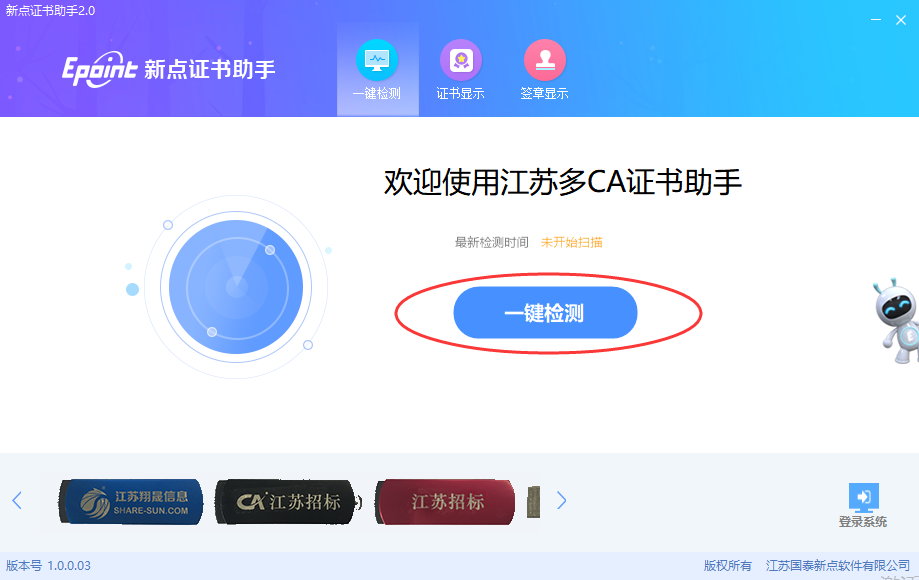 新点证书助手2.0
Epoint 新点证书助手
一键检测
证书显示
签章显示
欢迎使用江苏多CA证书助手
最新检测时间 未开始扫描
一键检测
江苏翔晟信息
SHARE-SUN.COM
CA 江苏招标
江苏招标
登录系统
版本号 1.0.0.03
版权所有 江苏国泰新点软件有限公司